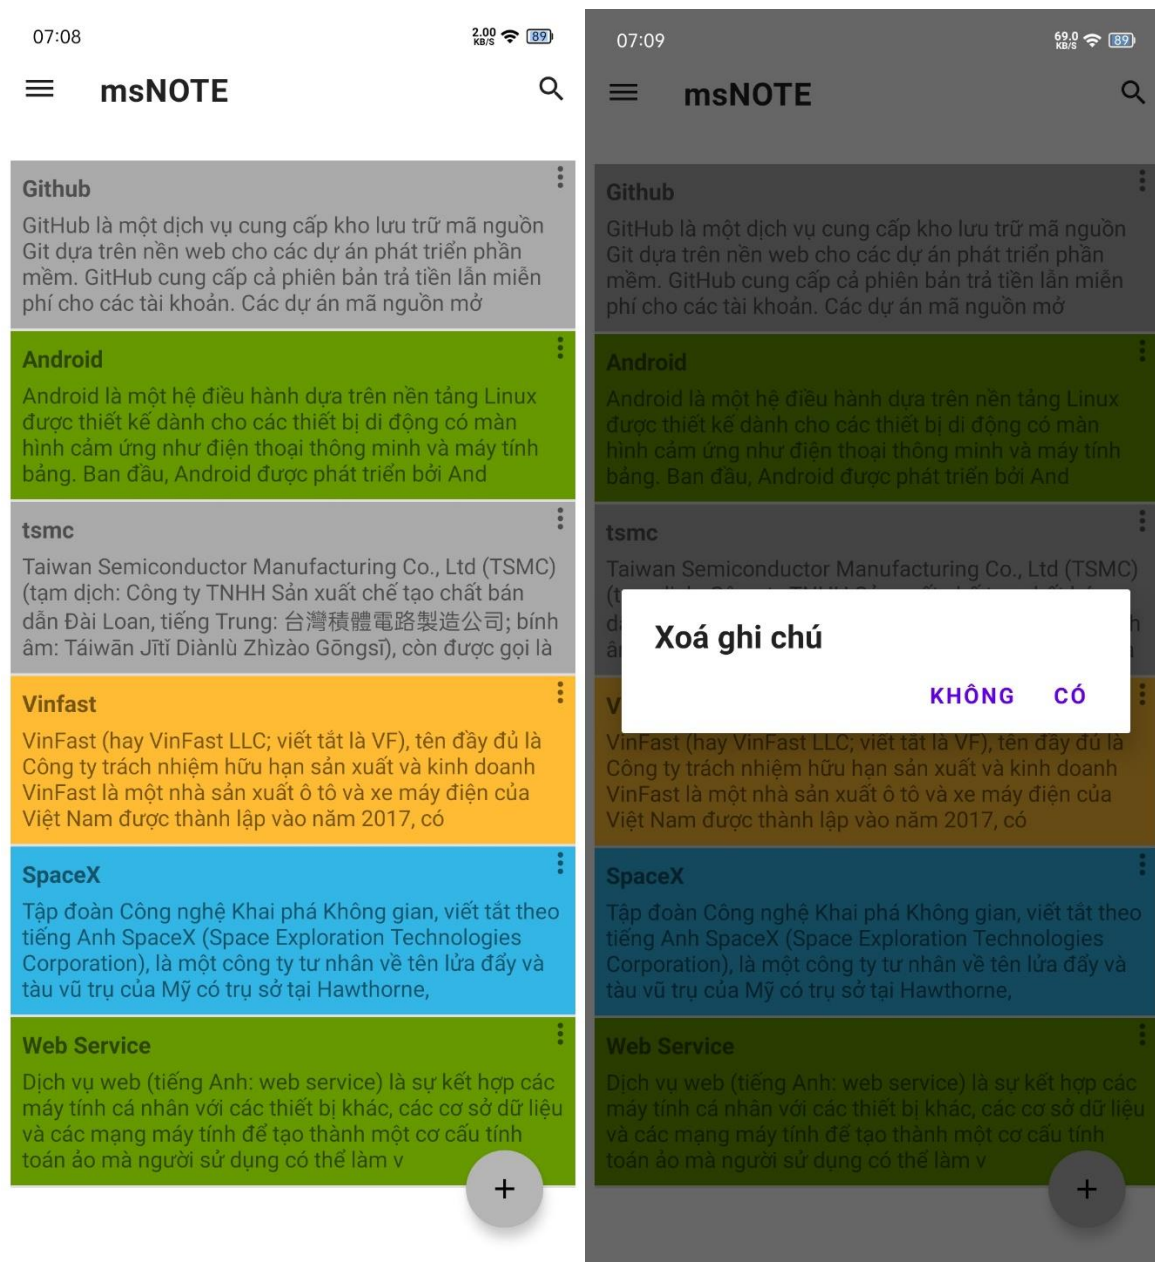 07:08
2.00
KB/S
89
msNOTE
Github
GitHub là một dịch vụ cung cấp kho lưu trữ mã nguồn
Git dựa trên nền web cho các dự án phát triển phần
mềm. GitHub cung cấp cả phiên bản trả tiền lẫn miễn
phí cho các tài khoản. Các dự án mã nguồn mở
Android
Android là một hệ điều hành dựa trên nền tảng Linux
được thiết kế dành cho các thiết bị di động có màn
hình cảm ứng như điện thoại thông minh và máy tính
bảng. Ban đầu, Android được phát triển bởi And
tsmc
Taiwan Semiconductor Manufacturing Co., Ltd (TSMC)
(tạm dịch: Công ty TNHH Sản xuất chế tạo chất bán
dẫn Đài Loan, tiếng Trung: 台灣積體電路製造公司; bính
âm: Táiwān Jītǐ Diànlù Zhìzào Gōngsī), còn được gọi là
Vinfast
VinFast (hay VinFast LLC; viết tắt là VF), tên đầy đủ là
Công ty trách nhiệm hữu hạn sản xuất và kinh doanh
VinFast là một nhà sản xuất ô tô và xe máy điện của
Việt Nam được thành lập vào năm 2017, có
SpaceX
Tập đoàn Công nghệ Khai phá Không gian, viết tắt theo
tiếng Anh SpaceX (Space Exploration Technologies
Corporation), là một công ty tư nhân về tên lửa đẩy và
tàu vũ trụ của Mỹ có trụ sở tại Hawthorne,
Web Service
Dịch vụ web (tiếng Anh: web service) là sự kết hợp các
máy tính cá nhân với các thiết bị khác, các cơ sở dữ liệu
và các mạng máy tính để tạo thành một cơ cấu tính
toán ảo mà người sử dụng có thể làm v
+
07:09
69.0
KB/S
89
msNOTE
Github
GitHub là một dịch vụ cung cấp kho lưu trữ mã nguồn
Git dựa trên nền web cho các dự án phát triển phần
mềm. GitHub cung cấp cả phiên bản trả tiền lẫn miễn
phí cho các tài khoản. Các dự án mã nguồn mở
Android
Android là một hệ điều hành dựa trên nền tảng Linux
được thiết kế dành cho các thiết bị di động có màn
hình cảm ứng như điện thoại thông minh và máy tính
bảng. Ban đầu, Android được phát triển bởi And
tsmc
Taiwan Semiconductor Manufacturing Co., Ltd (TSMC)
Xoá ghi chú
KHÔNG CÓ
VinFast (hay VinFast LLC; viết tắt là VF), tên đầy đủ là
Công ty trách nhiệm hữu hạn sản xuất và kinh doanh
VinFast là một nhà sản xuất ô tô và xe máy điện của
Việt Nam được thành lập vào năm 2017, có
SpaceX
Tập đoàn Công nghệ Khai phá Không gian, viết tắt theo
tiếng Anh SpaceX (Space Exploration Technologies
Corporation), là một công ty tư nhân về tên lửa đẩy và
tàu vũ trụ của Mỹ có trụ sở tại Hawthorne,
Web Service
Dịch vụ web (tiếng Anh: web service) là sự kết hợp các
máy tính cá nhân với các thiết bị khác, các cơ sở dữ liệu
và các mạng máy tính để tạo thành một cơ cấu tính
toán ảo mà người sử dụng có thể làm v
+